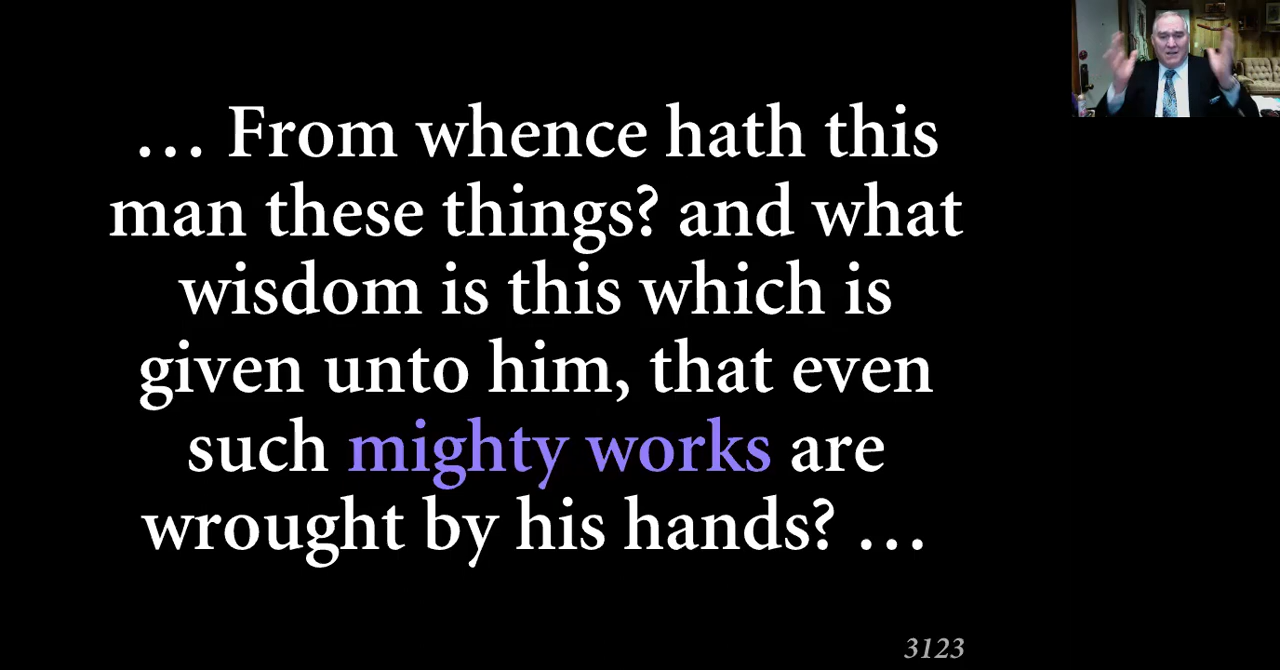 … From whence hath this
man these things? and what
wisdom is this which is
given unto him, that even
such mighty works are
wrought by his hands? …
3123